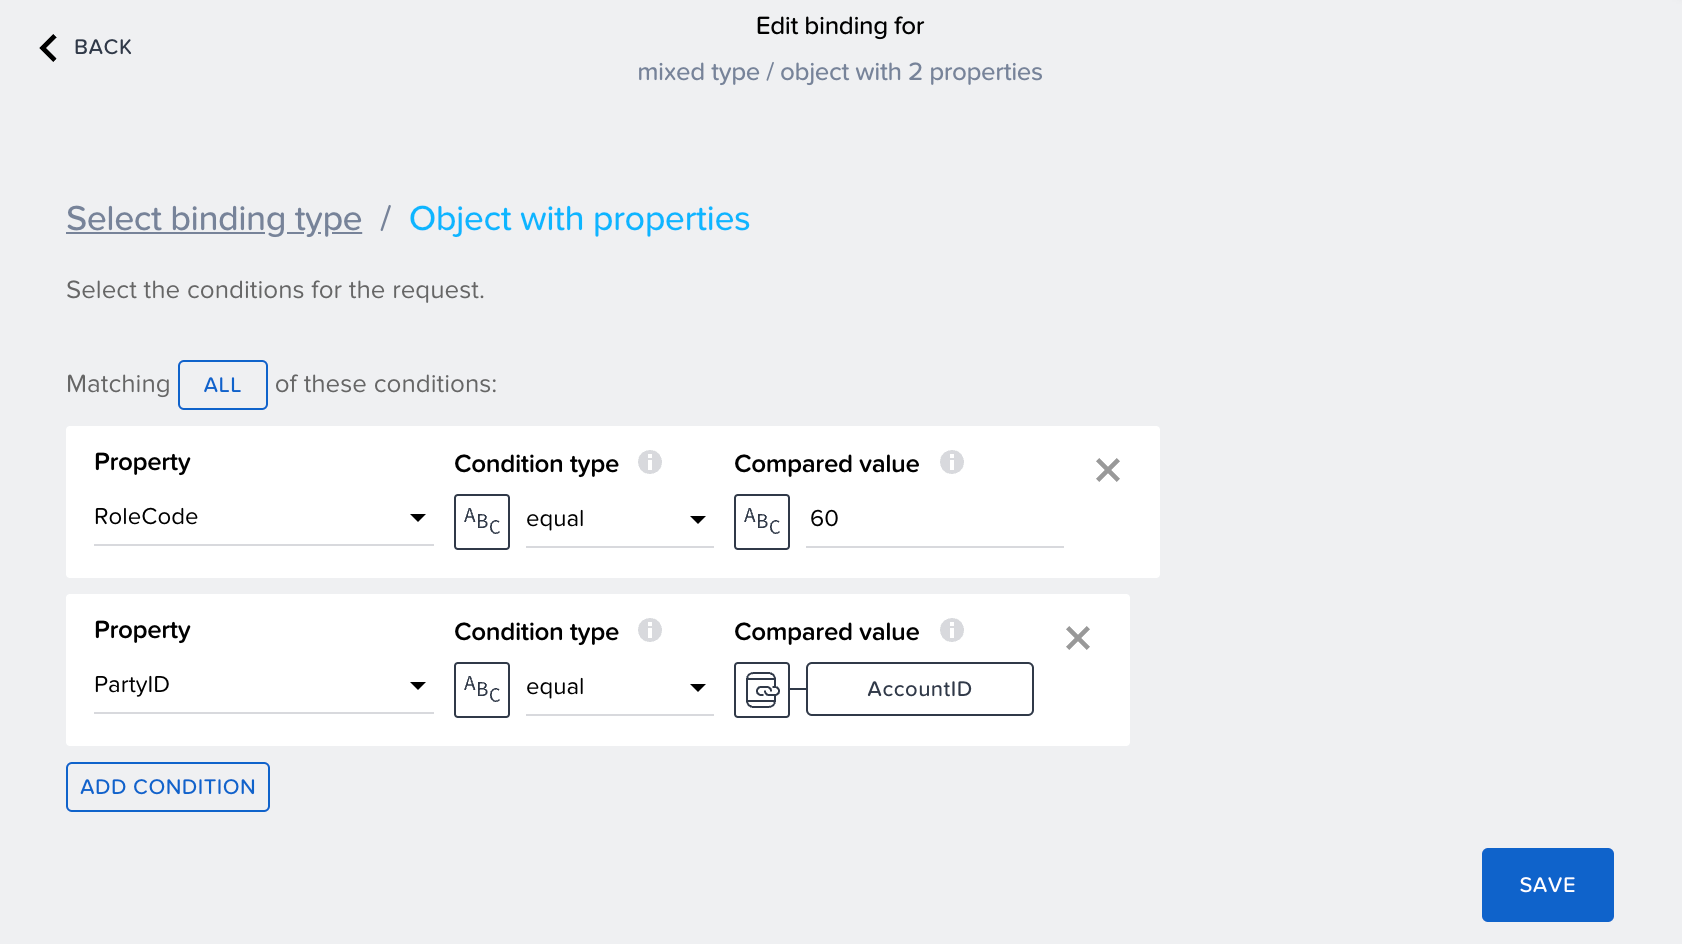 BACK
Edit binding for
mixed type / object with 2 properties
Select binding type / Object with properties
Select the conditions for the request.
Matching ALL of these conditions:
Property Condition type i Compared value i
RoleCode ABC equal ABC 60
Property Condition type i Compared value i
PartyID ABC equal AccountID
ADD CONDITION
SAVE